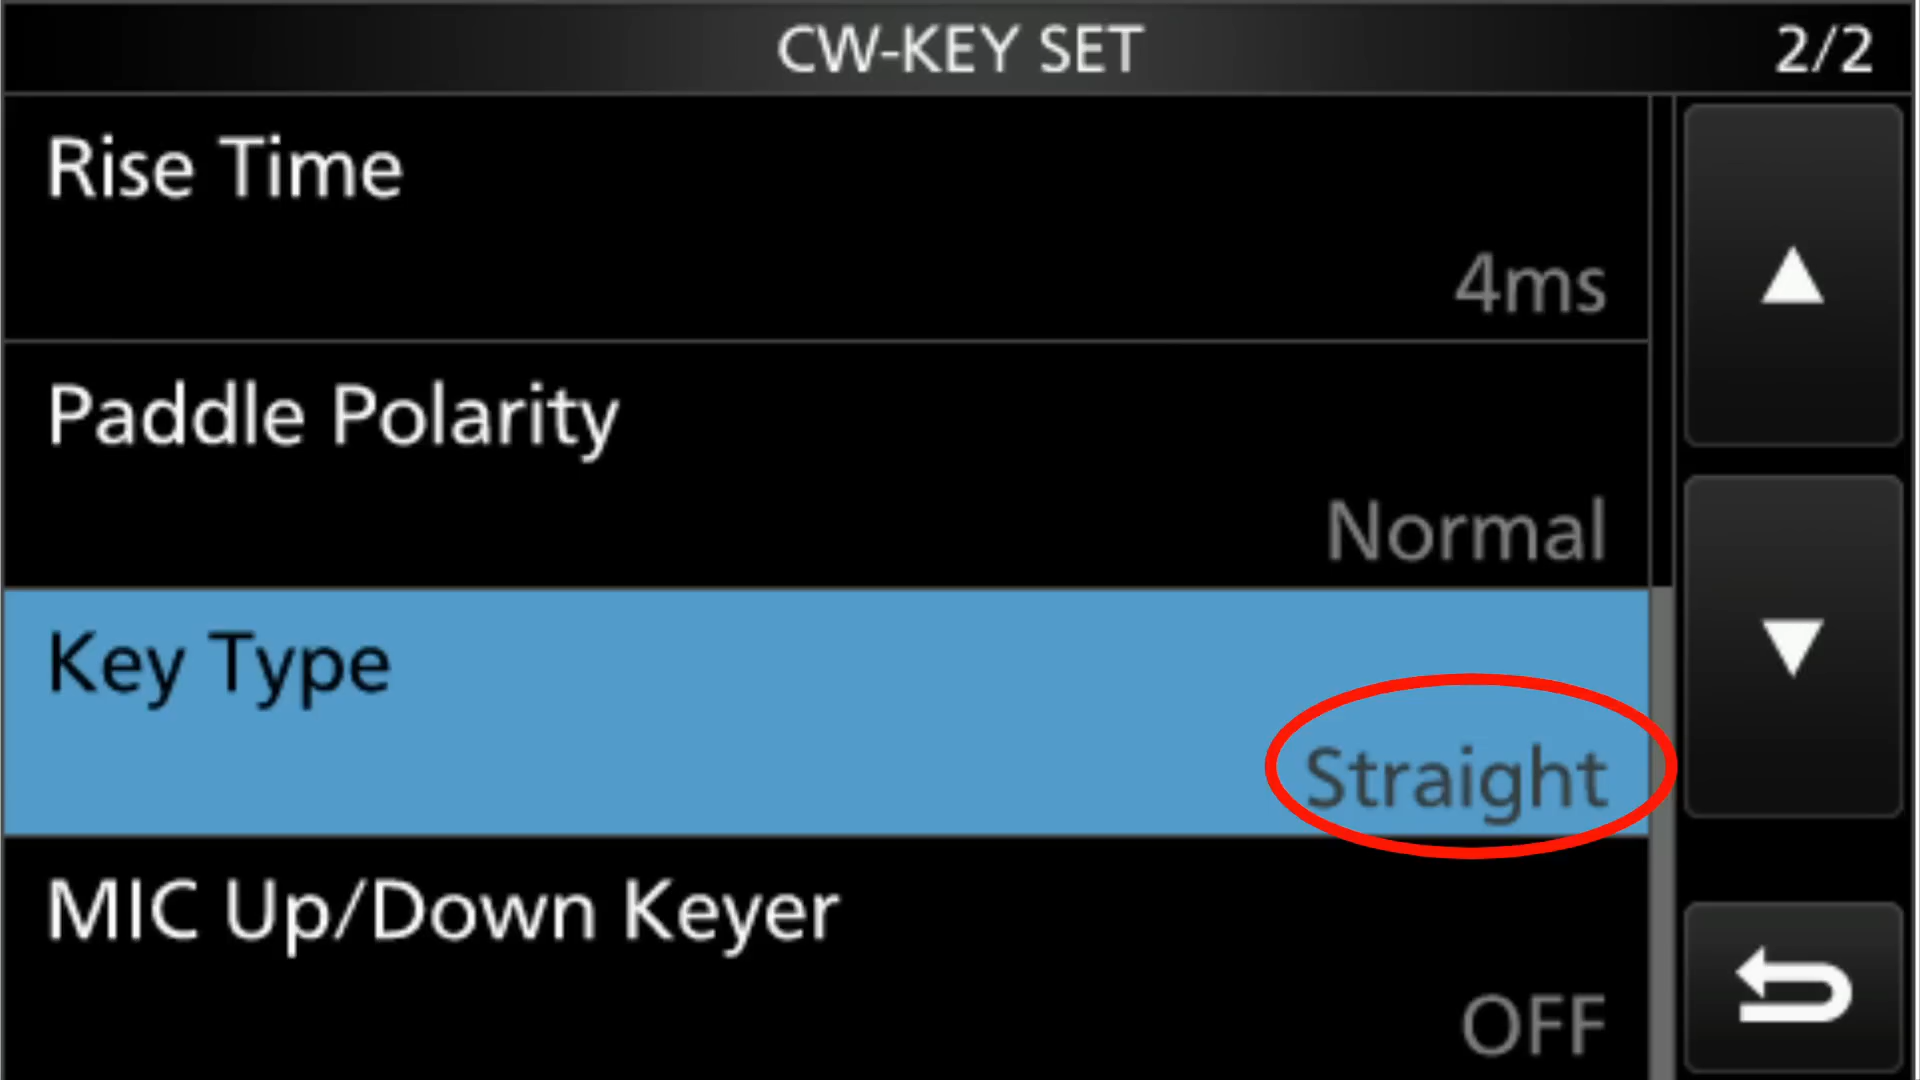 CW-KEY SET 2/2
Rise Time
4ms
Paddle Polarity
Normal
Key Type
Straight
MIC Up/Down Keyer
OFF